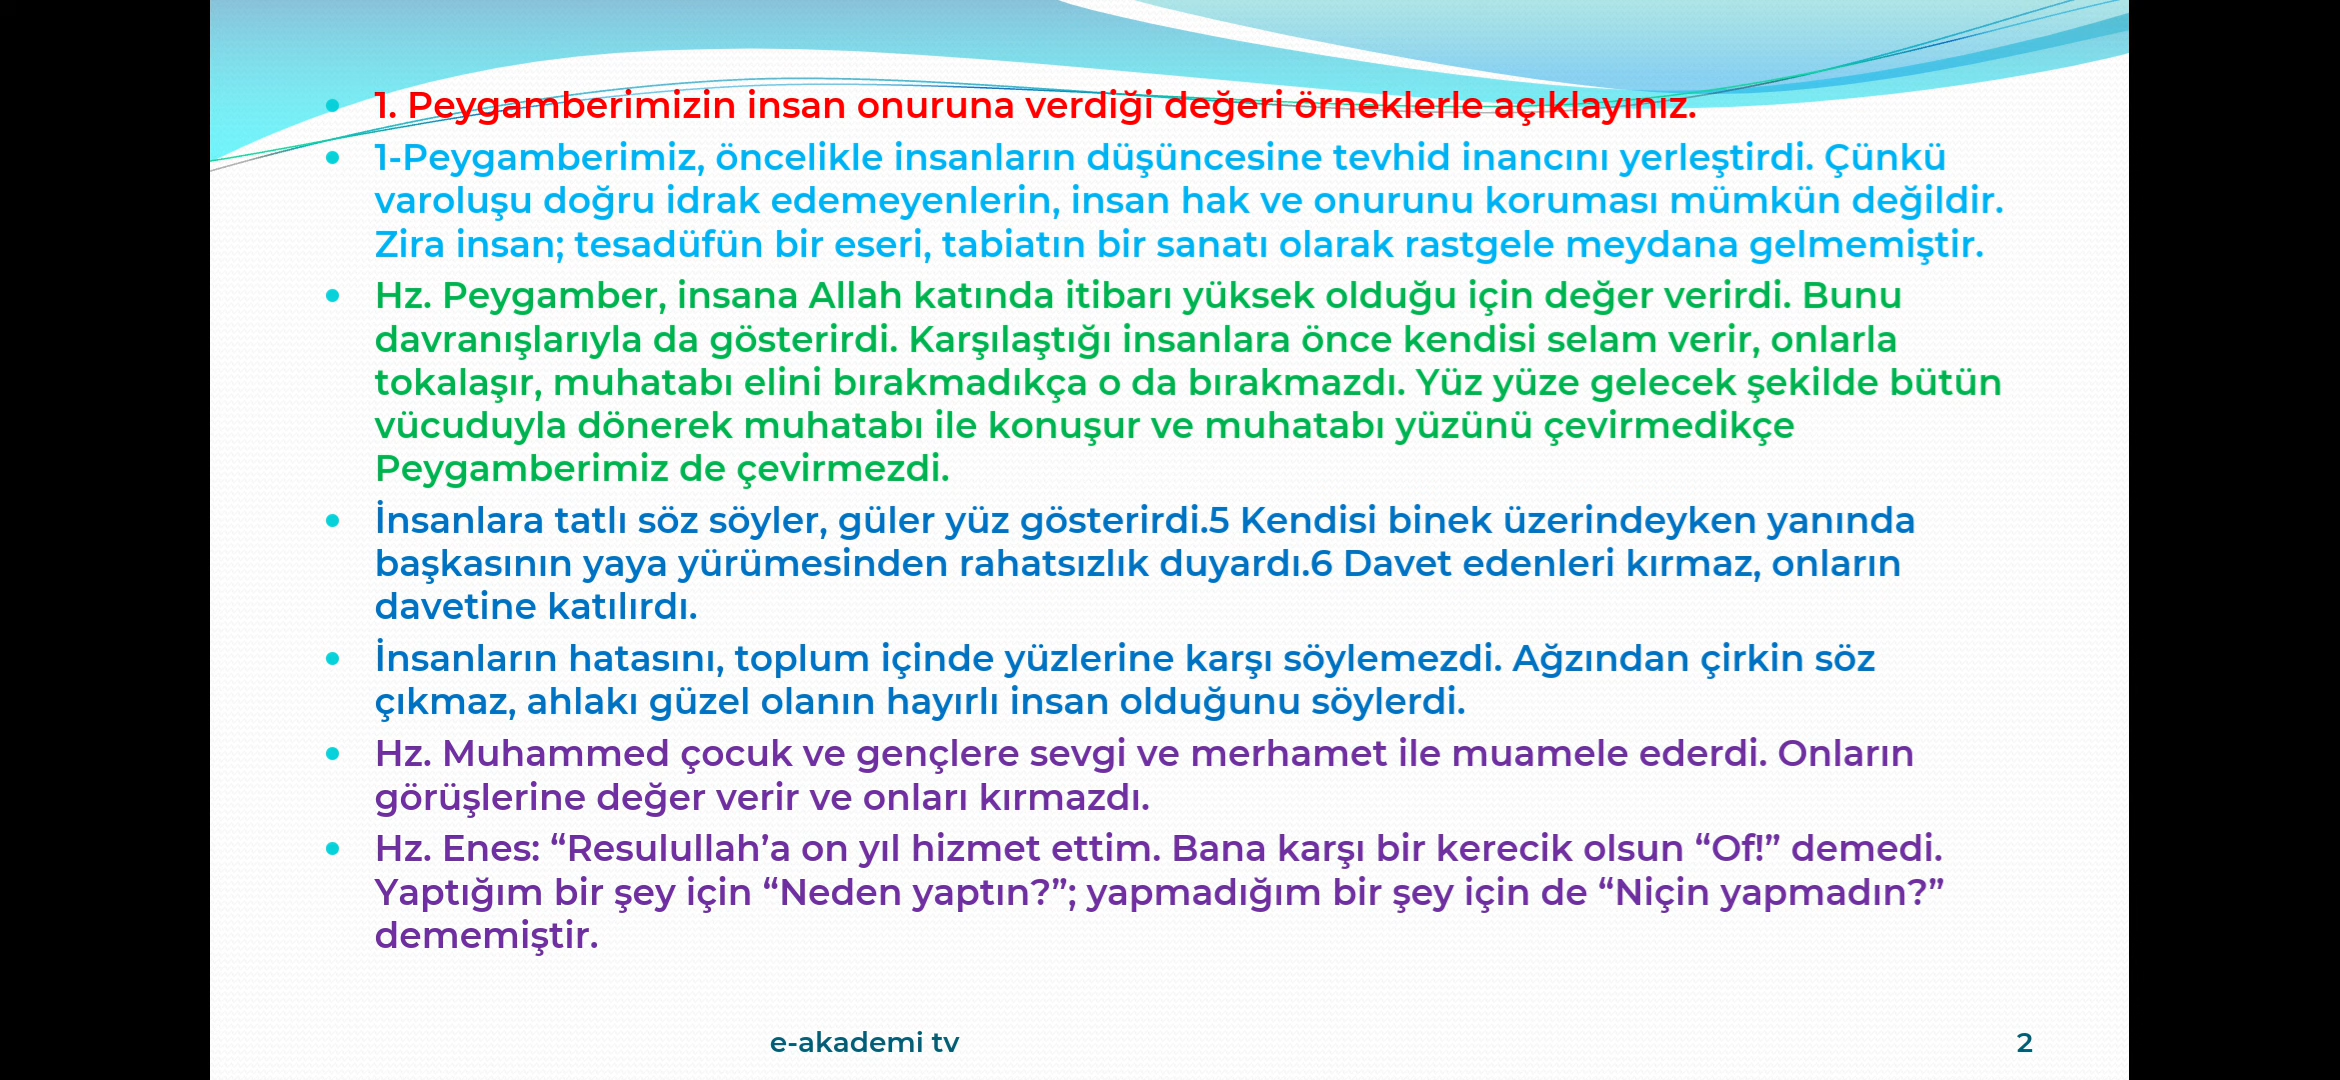 1. Peygamberimizin insan onuruna verdiği değeri örneklerle açıklayınız.
1-Peygamberimiz, öncelikle insanların düşüncesine tevhid inancını yerleştirdi. Çünkü
varoluşu doğru idrak edemeyenlerin, insan hak ve onurunu koruması mümkün değildir.
Zira insan; tesadüfün bir eseri, tabiatın bir sanatı olarak rastgele meydana gelmemiştir.
Hz. Peygamber, insana Allah katında itibarı yüksek olduğu için değer verirdi. Bunu
davranışlarıyla da gösterirdi. Karşılaştığı insanlara önce kendisi selam verir, onlarla
tokalaşır, muhatabı elini bırakmadıkça o da bırakmazdı. Yüz yüze gelecek şekilde bütün
vücuduyla dönerek muhatabı ile konuşur ve muhatabı yüzünü çevirmedikçe
Peygamberimiz de çevirmezdi.
İnsanlara tatlı söz söyler, güler yüz gösterirdi.5 Kendisi binek üzerindeyken yanında
başkasının yaya yürümesinden rahatsızlık duyardı.6 Davet edenleri kırmaz, onların
davetine katılırdı.
İnsanların hatasını, toplum içinde yüzlerine karşı söylemezdi. Ağzından çirkin söz
çıkmaz, ahlakı güzel olanın hayırlı insan olduğunu söylerdi.
Hz. Muhammed çocuk ve gençlere sevgi ve merhamet ile muamele ederdi. Onların
görüşlerine değer verir ve onları kırmazdı.
Hz. Enes: “Resulullah’a on yıl hizmet ettim. Bana karşı bir kerecik olsun “Of!” demedi.
Yaptığım bir şey için “Neden yaptın?”; yapmadığım bir şey için de “Niçin yapmadın?”
dememiştir.
e-akademi tv
2